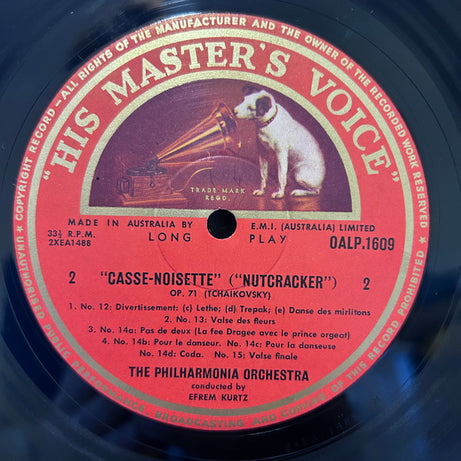 COPYRIGHT RECORD—ALL RIGHTS OF THE MANUFACTURER AND THE OWNER OF THE RECORDED WORK RESERVED
"HIS MASTER'S VOICE"
TRADE MARK
REGD.
MADE IN AUSTRALIA BY E.M.I. (AUSTRALIA) LIMITED
33⅓ R.P.M. LONG PLAY OALP.1609
2XEA1488
2 "CASSE-NOISETTE" ("NUTCRACKER") 2
OP. 71 (TCHAIKOVSKY)
1. No. 12: Divertissement: (c) Lethe; (d) Trepak; (e) Danse des mirlitons
2. No. 13: Valse des fleurs
3. No. 14a: Pas de deux (La fee Dragee avec le prince orgeat)
4. No. 14b: Pour le danseur. No. 14c: Pour la danseuse
No. 14d: Coda. No. 15: Valse finale
THE PHILHARMONIA ORCHESTRA
conducted by
EFREM KURTZ
UNAUTHORISED PUBLIC PERFORMANCE, BROADCASTING AND COPYING OF THIS RECORD PROHIBITED